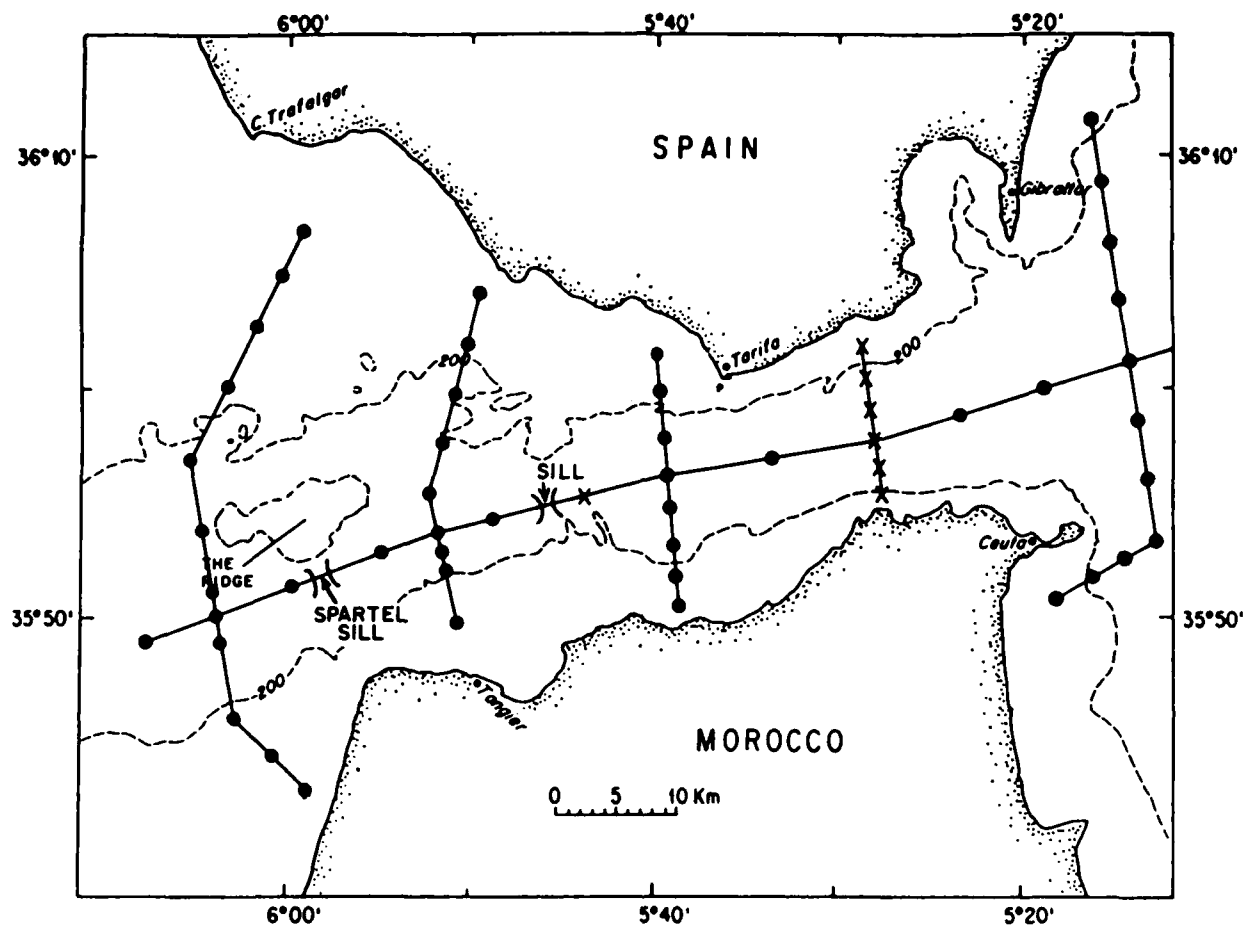 6°00'
5°40'
5°20'
C. Trafalgar
SPAIN
36°10'
36°10'
Gibraltar
Tarifa
200
200
SILL
THE
RIDGE
Ceuta
SPARTEL
SILL
35°50'
35°50'
200
Tangier
MOROCCO
0 5 10 Km
6°00'
5°40'
5°20'